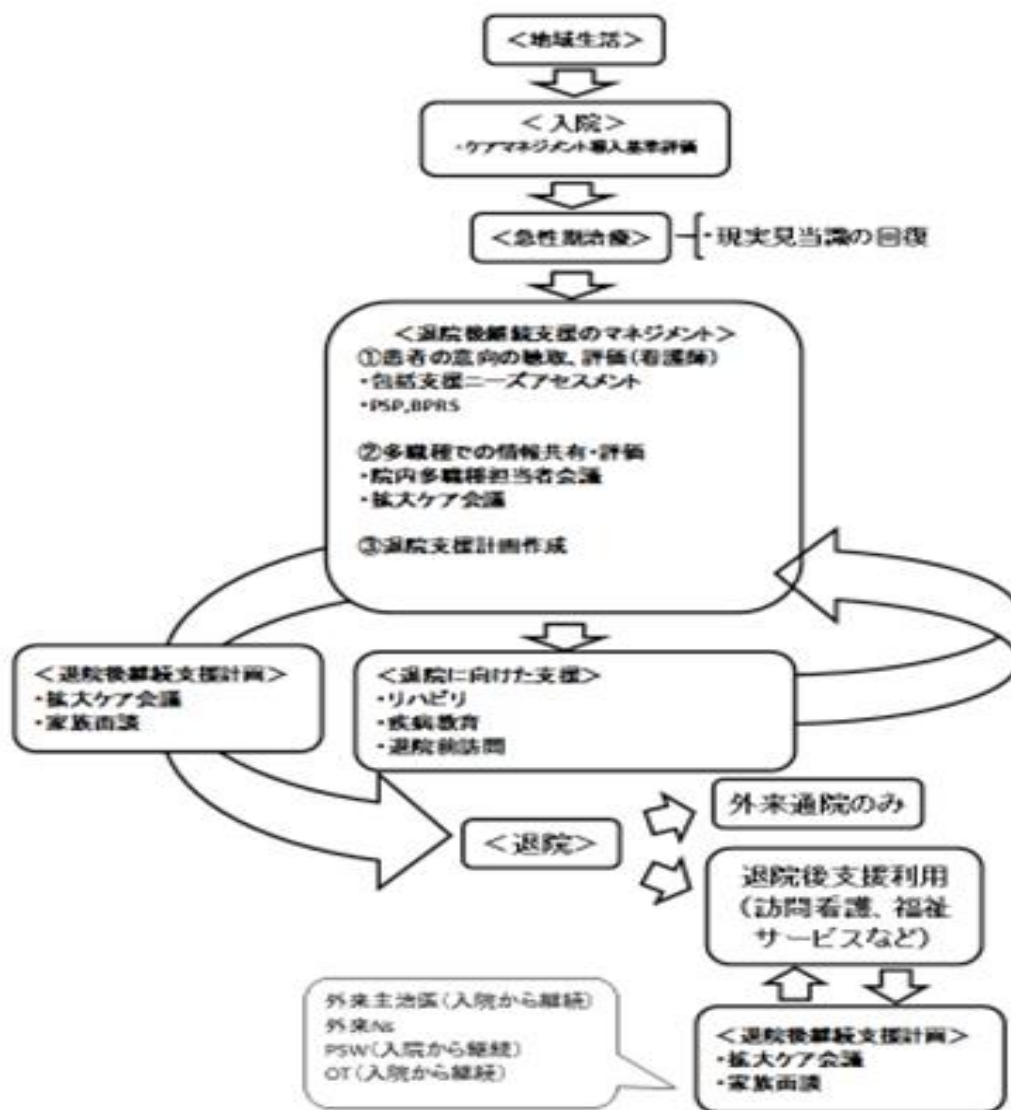 <地域生活>
<入院>
・ケアマネジメント導入基準評価
<急性期治療>
・現実見当識の回復
<退院後継続支援のマネジメント>
①患者の意向の聴取、評価(看護師)
・包括支援ニーズアセスメント
・PSP,BPRS
②多職種での情報共有・評価
・院内多職種担当者会議
・拡大ケア会議
③退院支援計画作成
<退院後継続支援計画>
・拡大ケア会議
・家族面談
<退院に向けた支援>
・リハビリ
・疾病教育
・退院前訪問
<退院>
外来通院のみ
退院後支援利用
(訪問看護、福祉
サービスなど)
外来主治医(入院から継続)
外来Ns
PSW(入院から継続)
OT(入院から継続)
<退院後継続支援計画>
・拡大ケア会議
・家族面談